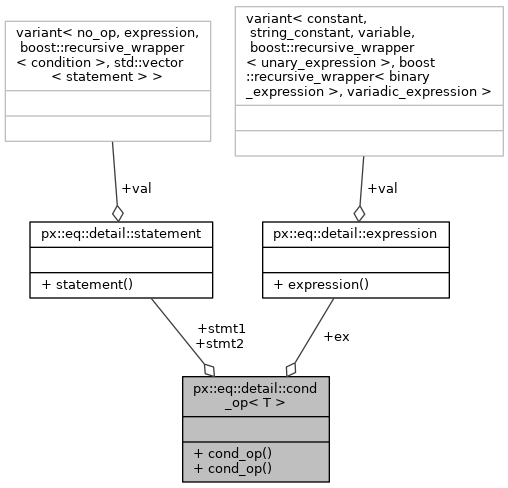 variant< no_op, expression,
boost::recursive_wrapper
< condition >, std::vector
< statement > >
variant< constant,
string_constant, variable,
boost::recursive_wrapper
< unary_expression >, boost
::recursive_wrapper< binary
_expression >, variadic_expression >
+val
+val
px::eq::detail::statement
+ statement()
px::eq::detail::expression
+ expression()
+stmt1
+stmt2
+ex
px::eq::detail::cond
_op< T >
+ cond_op()
+ cond_op()